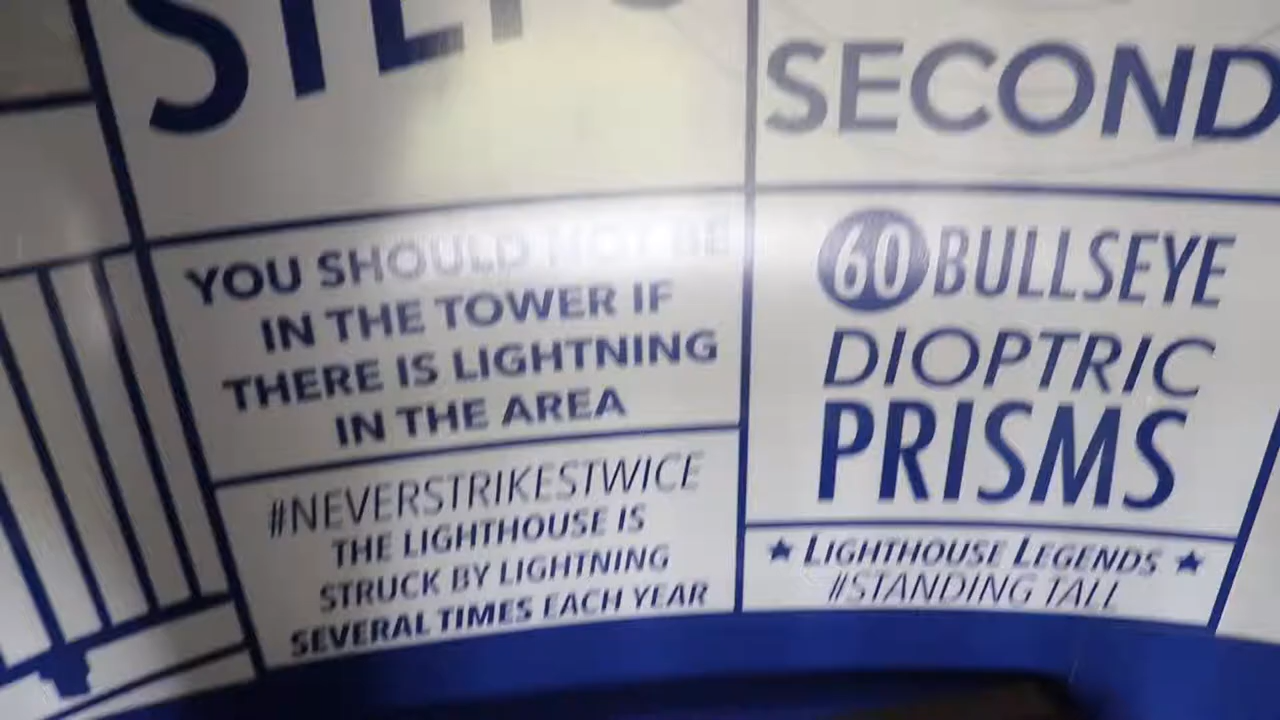 STEPS
YOU SHOULD NOT BE
IN THE TOWER IF
THERE IS LIGHTNING
IN THE AREA
#NEVERSTRIKESTWICE
THE LIGHTHOUSE IS
STRUCK BY LIGHTNING
SEVERAL TIMES EACH YEAR
SECOND
60 BULLSEYE
DIOPTRIC
PRISMS
★ LIGHTHOUSE LEGENDS ★
#STANDING TALL